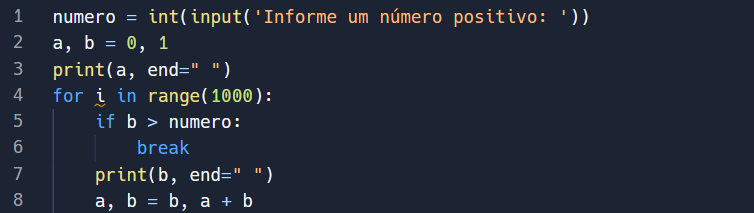 1 numero = int(input('Informe um número positivo: '))
2 a, b = 0, 1
3 print(a, end=" ")
4 for i in range(1000):
5     if b > numero:
6         break
7     print(b, end=" ")
8     a, b = b, a + b